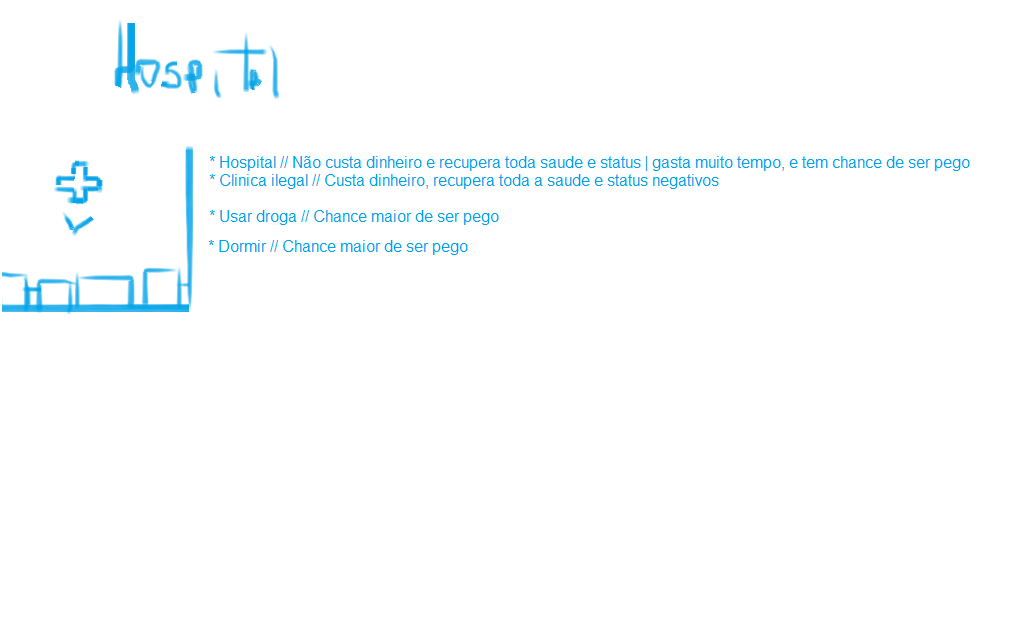 Hospital
* Hospital // Não custa dinheiro e recupera toda saude e status | gasta muito tempo, e tem chance de ser pego
* Clinica ilegal // Custa dinheiro, recupera toda a saude e status negativos
* Usar droga // Chance maior de ser pego
* Dormir // Chance maior de ser pego